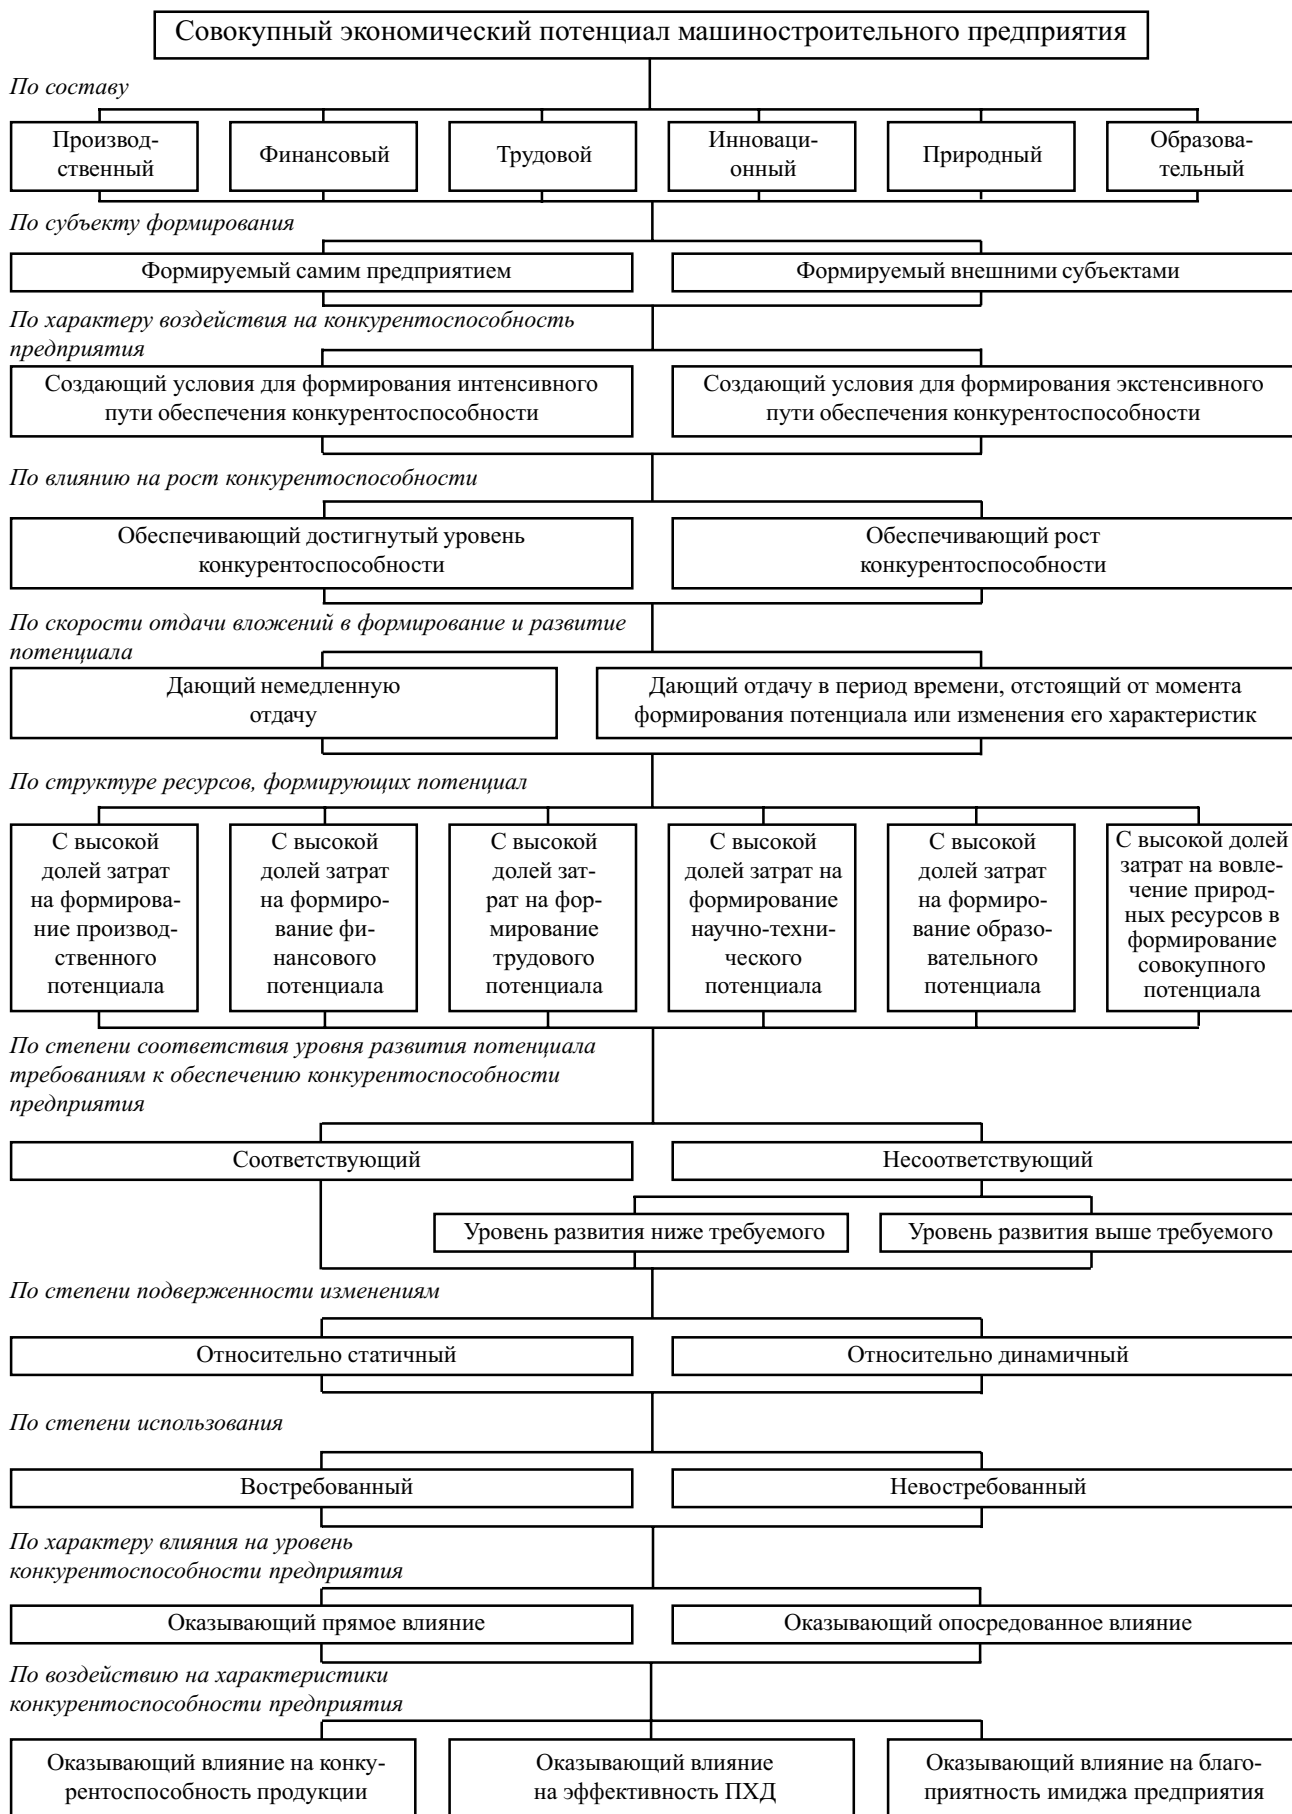 Совокупный экономический потенциал машиностроительного предприятия
По составу
Производ-
ственный
Финансовый
Трудовой
Инноваци-
онный
Природный
Образова-
тельный
По субъекту формирования
Формируемый самим предприятием
Формируемый внешними субъектами
По характеру воздействия на конкурентоспособность
предприятия
Создающий условия для формирования интенсивного
пути обеспечения конкурентоспособности
Создающий условия для формирования экстенсивного
пути обеспечения конкурентоспособности
По влиянию на рост конкурентоспособности
Обеспечивающий достигнутый уровень
конкурентоспособности
Обеспечивающий рост
конкурентоспособности
По скорости отдачи вложений в формирование и развитие
потенциала
Дающий немедленную
отдачу
Дающий отдачу в период времени, отстоящий от момента
формирования потенциала или изменения его характеристик
По структуре ресурсов, формирующих потенциал
С высокой
долей затрат
на формирова-
ние производ-
ственного
потенциала
С высокой
долей затрат
на формиро-
вание фи-
нансового
потенциала
С высокой
долей зат-
рат на фор-
мирование
трудового
потенциала
С высокой
долей затрат на
формирование
научно-техни-
ческого
потенциала
С высокой
долей затрат
на формиро-
вание образо-
вательного
потенциала
С высокой долей
затрат на вовле-
чение природ-
ных ресурсов в
формирование
совокупного
потенциала
По степени соответствия уровня развития потенциала
требованиям к обеспечению конкурентоспособности
предприятия
Соответствующий
Несоответствующий
Уровень развития ниже требуемого
Уровень развития выше требуемого
По степени подверженности изменениям
Относительно статичный
Относительно динамичный
По степени использования
Востребованный
Невостребованный
По характеру влияния на уровень
конкурентоспособности предприятия
Оказывающий прямое влияние
Оказывающий опосредованное влияние
По воздействию на характеристики
конкурентоспособности предприятия
Оказывающий влияние на конку-
рентоспособность продукции
Оказывающий влияние
на эффективность ПХД
Оказывающий влияние на благо-
приятность имиджа предприятия